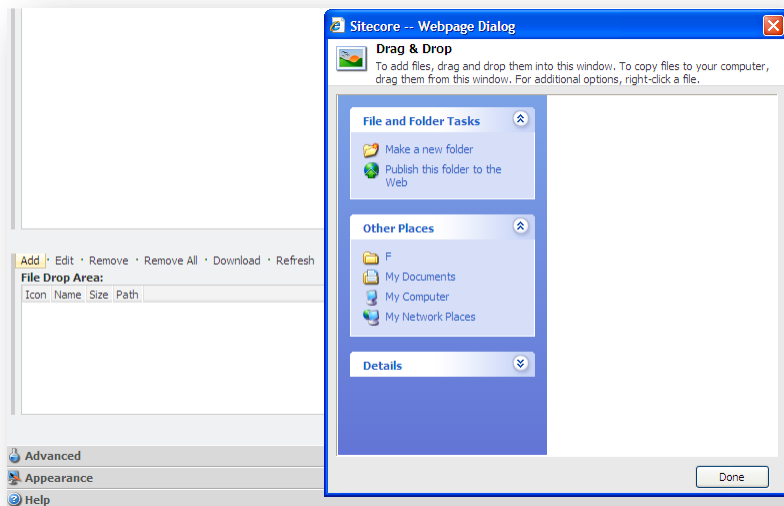 Add · Edit · Remove · Remove All · Download · Refresh
File Drop Area:
Icon Name Size Path
Advanced
Appearance
Help
Sitecore -- Webpage Dialog
Drag & Drop
To add files, drag and drop them into this window. To copy files to your computer,
drag them from this window. For additional options, right-click a file.
File and Folder Tasks
Make a new folder
Publish this folder to the
Web
Other Places
F
My Documents
My Computer
My Network Places
Details
Done